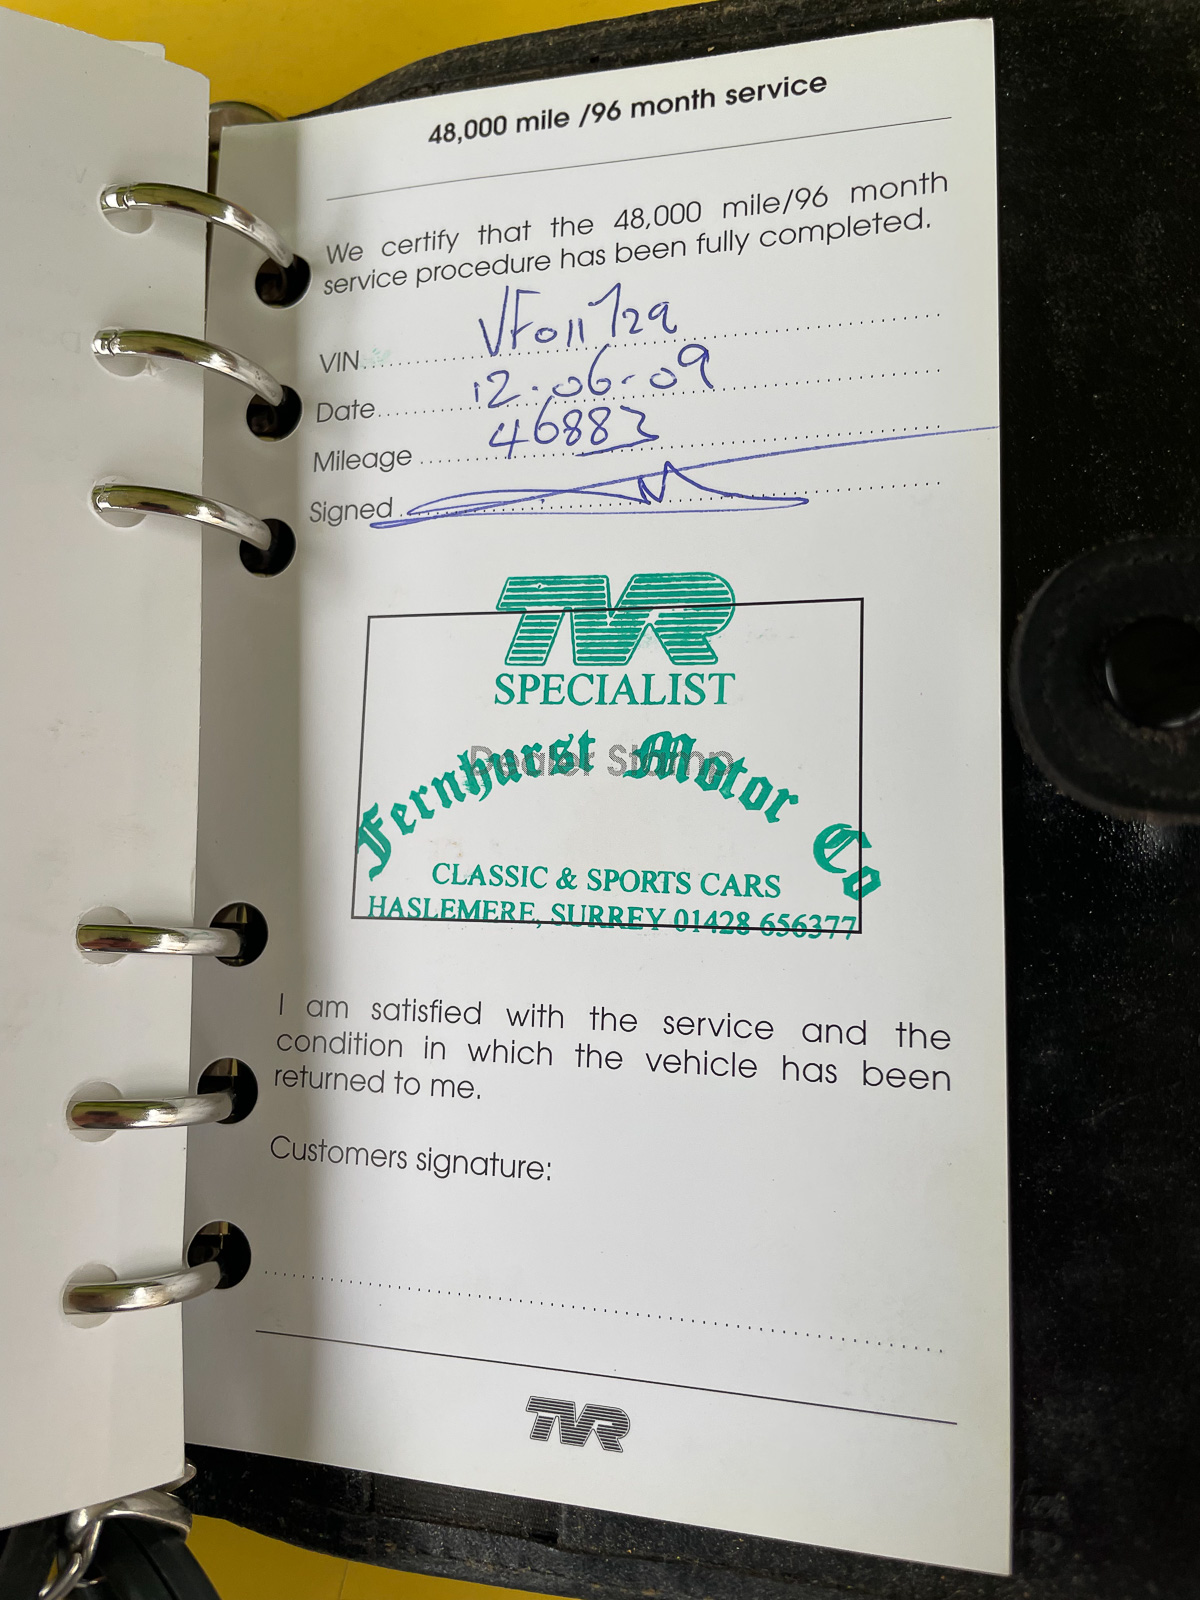 48,000 mile /96 month service
We certify that the 48,000 mile/96 month
service procedure has been fully completed.
VIN VF011729
Date 12.06.09
Mileage 46883
Signed
TVR
SPECIALIST
Dealer Stamp
Fernhurst Motor Co
CLASSIC & SPORTS CARS
HASLEMERE, SURREY 01428 656377
I am satisfied with the service and the
condition in which the vehicle has been
returned to me.
Customers signature:
TVR